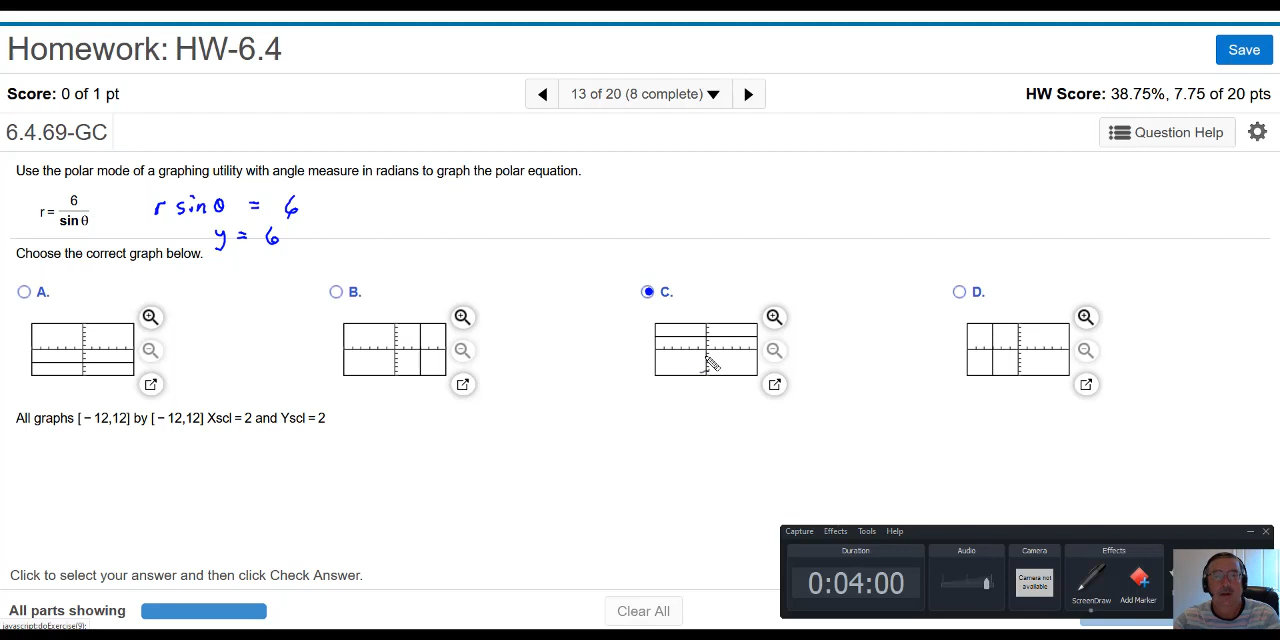 Homework: HW-6.4
Save
Score: 0 of 1 pt
13 of 20 (8 complete)
HW Score: 38.75%, 7.75 of 20 pts
6.4.69-GC
Question Help
Use the polar mode of a graphing utility with angle measure in radians to graph the polar equation.
r = 6 / sin θ
r sin θ = 6
y = 6
Choose the correct graph below.
A.
B.
C.
D.
All graphs [ − 12,12] by [ − 12,12] Xscl = 2 and Yscl = 2
Capture Effects Tools Help
Duration
Audio
Camera
Effects
0:04:00
Camera not available
ScreenDraw
Add Marker
Click to select your answer and then click Check Answer.
All parts showing
Clear All
javascript:doExercise(9);